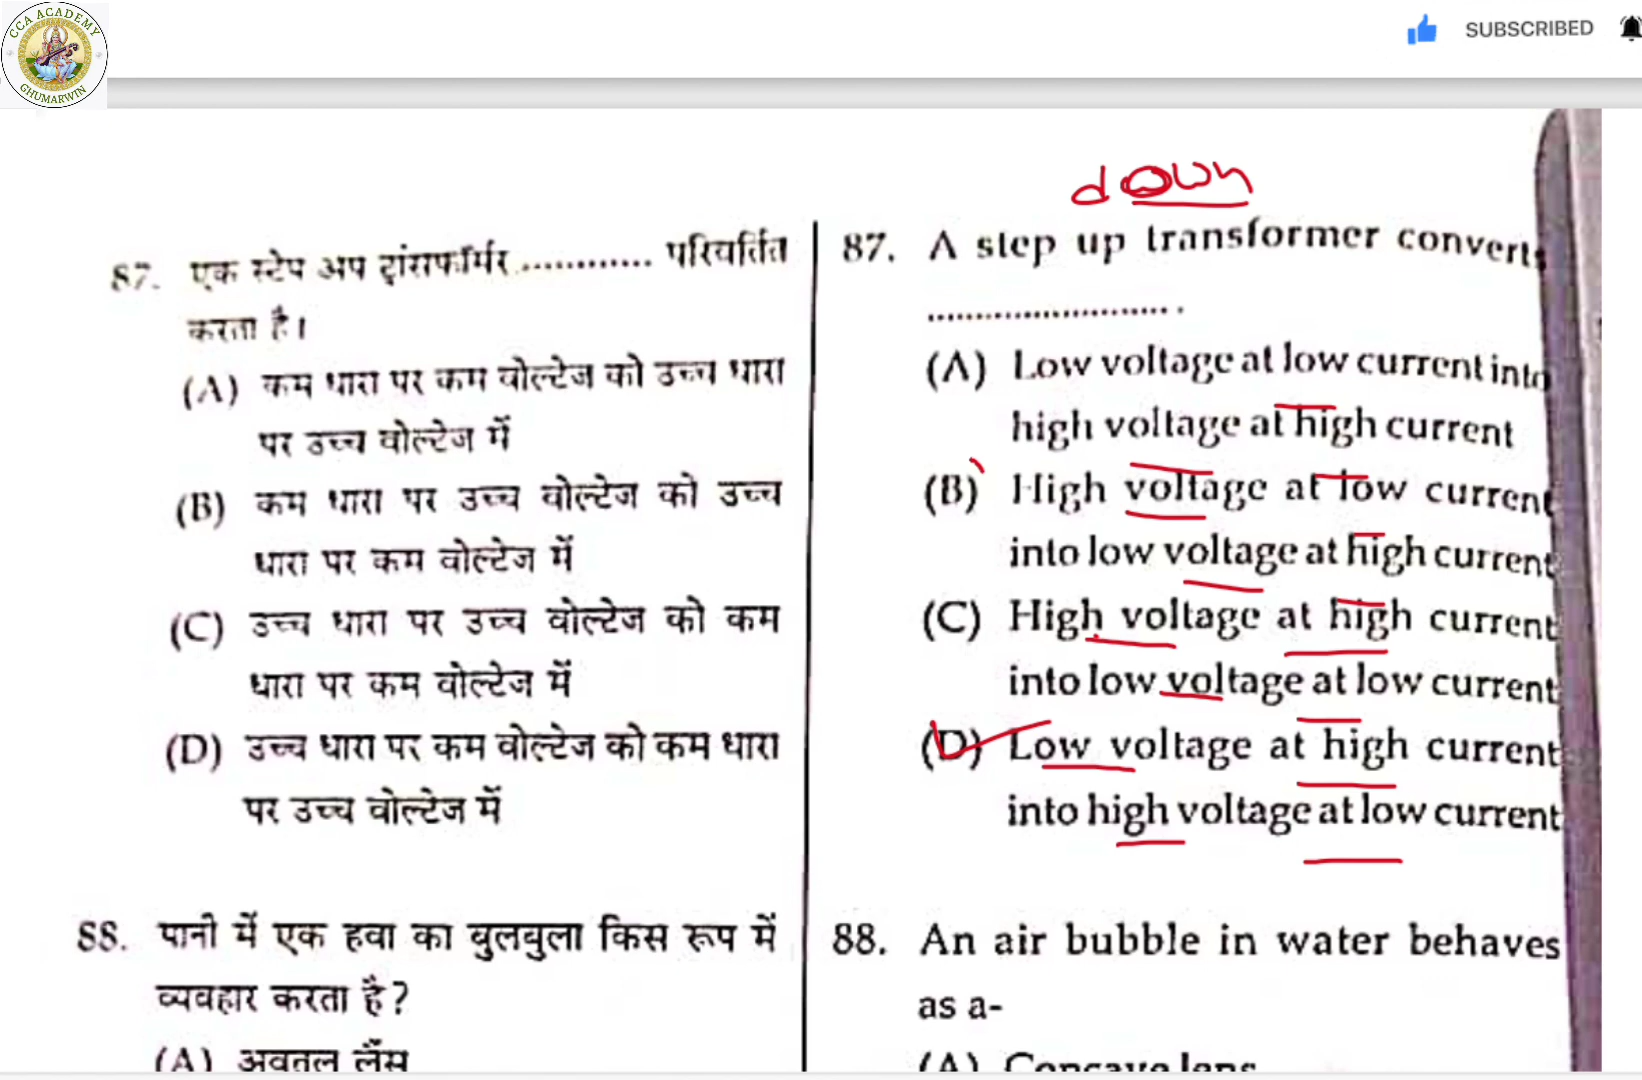 CCA ACADEMY
GHUMARWIN
SUBSCRIBED
down
87. एक स्टेप अप ट्रांसफॉर्मर ............ परिवर्तित
करता है।
(A) कम धारा पर कम वोल्टेज को उच्च धारा
पर उच्च वोल्टेज में
(B) कम धारा पर उच्च वोल्टेज को उच्च
धारा पर कम वोल्टेज में
(C) उच्च धारा पर उच्च वोल्टेज को कम
धारा पर कम वोल्टेज में
(D) उच्च धारा पर कम वोल्टेज को कम धारा
पर उच्च वोल्टेज में
88. पानी में एक हवा का बुलबुला किस रूप में
व्यवहार करता है?
(A) अवतल लैंस
87. A step up transformer converts
......................... .
(A) Low voltage at low current into
high voltage at high current
(B) High voltage at low current
into low voltage at high current
(C) High voltage at high current
into low voltage at low current
(D) Low voltage at high current
into high voltage at low current
88. An air bubble in water behaves
as a-
(A) Concave lens